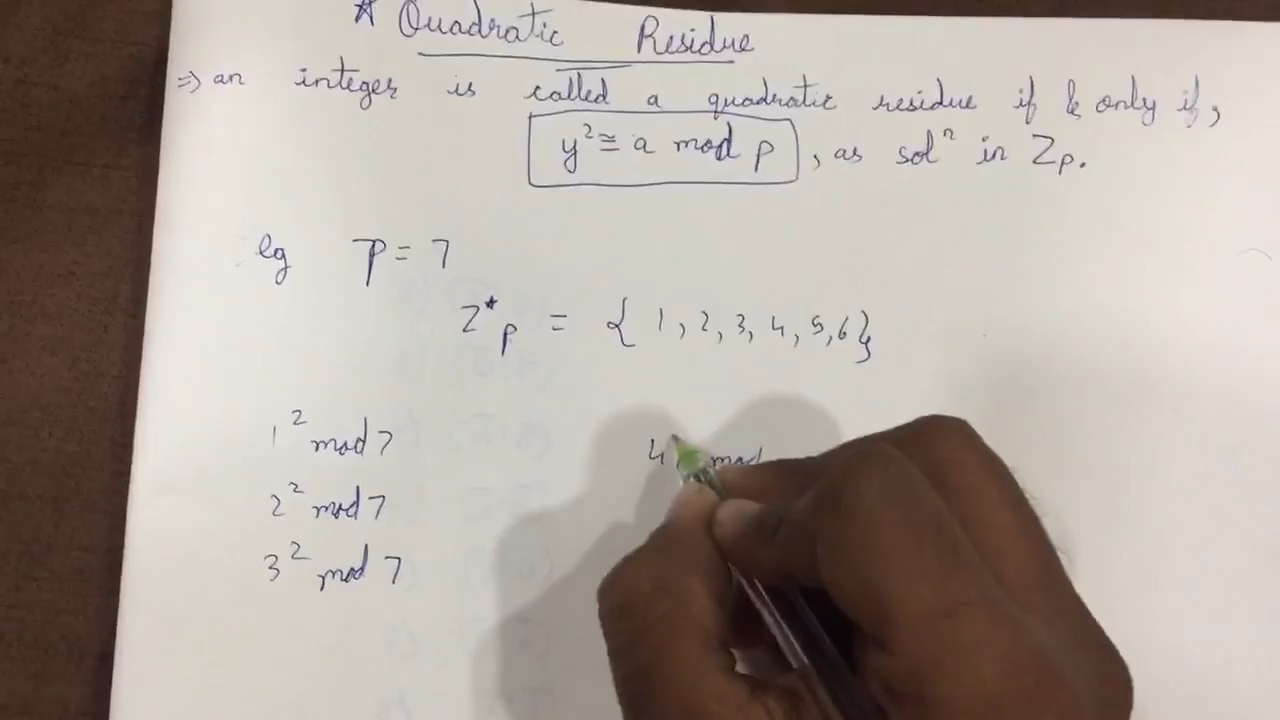 * Quadratic Residue
⇒ an integer is called a quadratic residue if & only if,
y² ≅ a mod p , as solⁿ in Zp.
eg P = 7
Z*p = { 1, 2, 3, 4, 5, 6 }
1² mod 7
4 mod
2² mod 7
3² mod 7